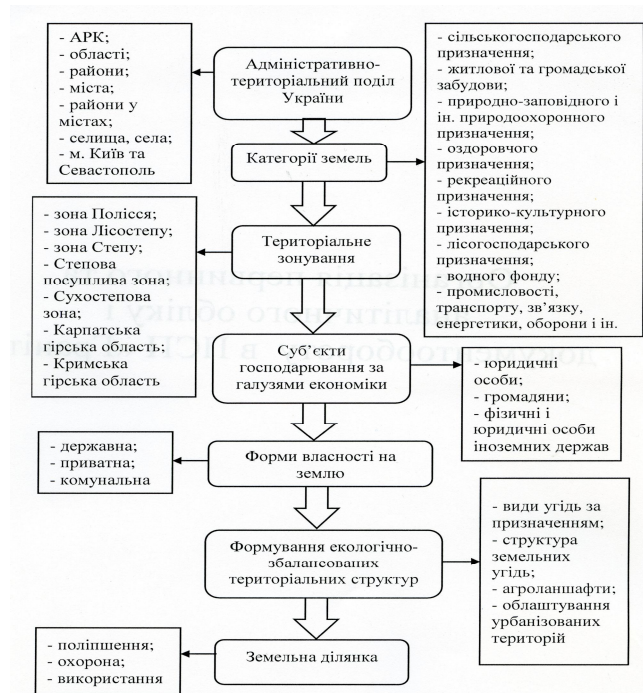 - АРК;
- області;
- райони;
- міста;
- райони у
містах;
- селища, села;
- м. Київ та
Севастополь
Адміністративно-
територіальний поділ
України
- сільськогосподарського
призначення;
- житлової та громадської
забудови;
- природно-заповідного і
ін. природоохоронного
призначення;
- оздоровчого
призначення;
- рекреаційного
призначення;
- історико-культурного
призначення;
- лісогосподарського
призначення;
- водного фонду;
- промисловості,
транспорту, зв’язку,
енергетики, оборони і ін.
Категорії земель
- зона Полісся;
- зона Лісостепу;
- зона Степу;
- Степова
посушлива зона;
- Сухостепова
зона;
- Карпатська
гірська область;
- Кримська
гірська область
Територіальне
зонування
Суб’єкти
господарювання за
галузями економіки
- юридичні
особи;
- громадяни;
- фізичні і
юридичні особи
іноземних держав
- державна;
- приватна;
- комунальна
Форми власності на
землю
Формування екологічно-
збалансованих
територіальних структур
- види угідь за
призначенням;
- структура
земельних
угідь;
- агроланшафти;
- облаштування
урбанізованих
територій
- поліпшення;
- охорона;
- використання
Земельна ділянка